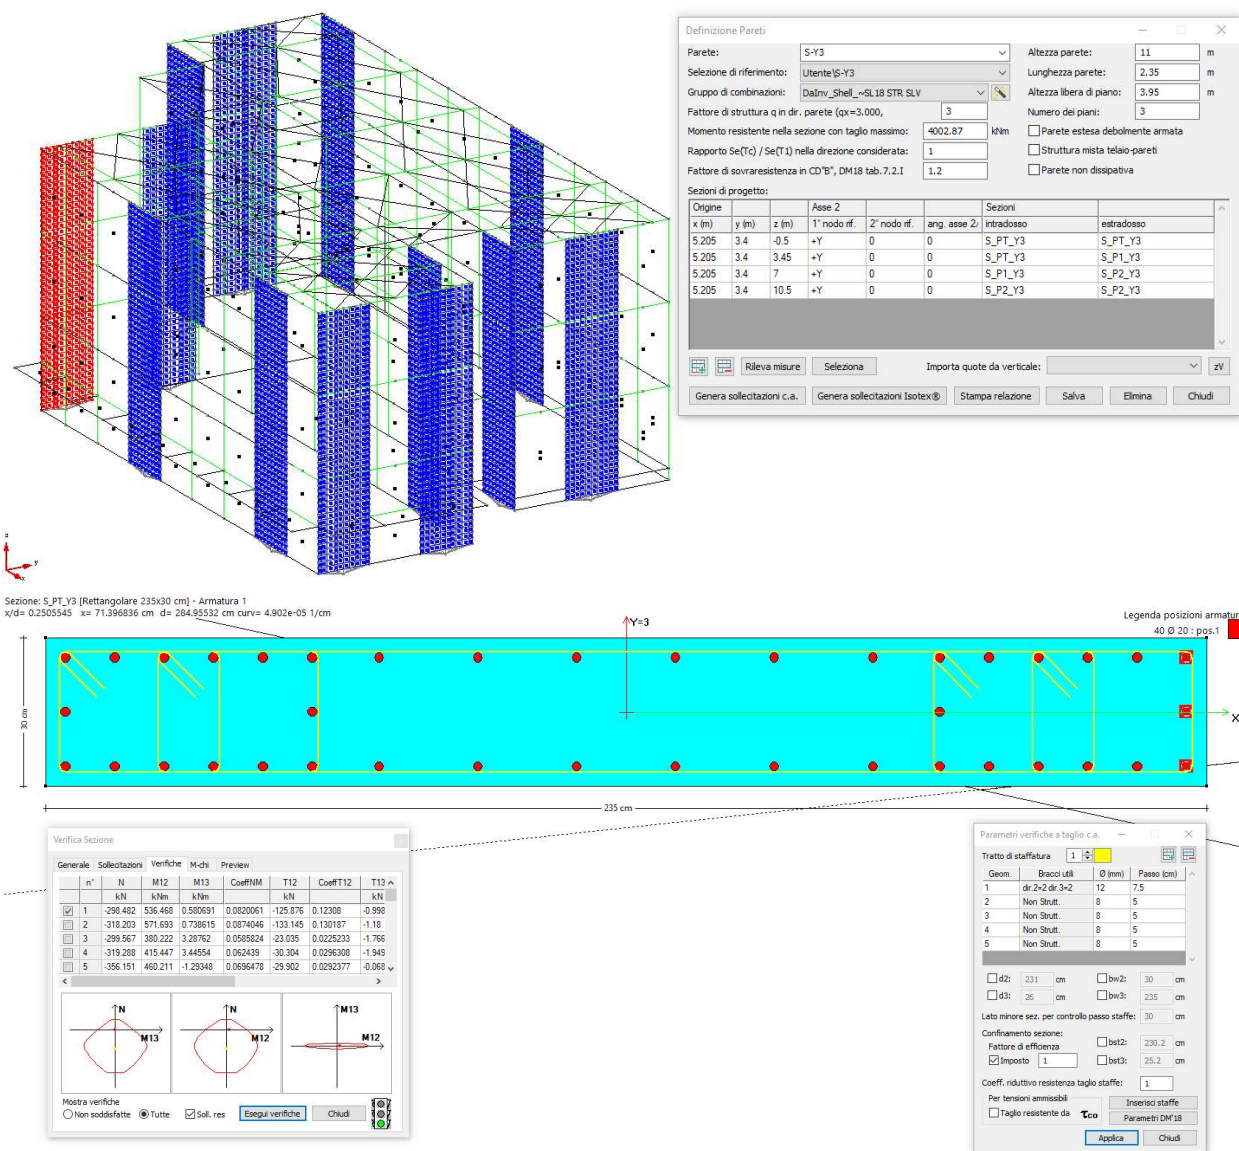 Definizione Pareti
Parete: S-Y3 Altezza parete: 11 m
Selezione di riferimento: Utente\S-Y3 Lunghezza parete: 2.35 m
Gruppo di combinazioni: DaInv_Shell_~SL18 STR SLV Altezza libera di piano: 3.95 m
Fattore di struttura q in dir. parete (qx=3.000, 3 Numero dei piani: 3
Momento resistente nella sezione con taglio massimo: 4002.87 kNm Parete estesa debolmente armata
Rapporto Se(Tc) / Se(T1) nella direzione considerata: 1 Struttura mista telaio-pareti
Fattore di sovraresistenza in CD"B", DM18 tab.7.2.I 1.2 Parete non dissipativa
Sezioni di progetto:
Origine Asse 2 Sezioni
x (m) y (m) z (m) 1° nodo rif. 2° nodo rif. ang. asse 2/ intradosso estradosso
5.205 3.4 -0.5 +Y 0 0 S_PT_Y3 S_PT_Y3
5.205 3.4 3.45 +Y 0 0 S_PT_Y3 S_P1_Y3
5.205 3.4 7 +Y 0 0 S_P1_Y3 S_P2_Y3
5.205 3.4 10.5 +Y 0 0 S_P2_Y3 S_P2_Y3
Rileva misure Seleziona Importa quote da verticale: zV
Genera sollecitazioni c.a. Genera sollecitazioni Isotex® Stampa relazione Salva Elimina Chiudi
z
y
x
Sezione: S_PT_Y3 [Rettangolare 235x30 cm] - Armatura 1
x/d= 0.2505545 x= 71.396836 cm d= 284.95532 cm curv= 4.902e-05 1/cm
Legenda posizioni armatur
40 Ø 20 : pos.1
Y=3
X
30 cm
235 cm
Verifica Sezione
Generale Sollecitazioni Verifiche M-chi Preview
n° N M12 M13 CoeffNM T12 CoeffT12 T13
kN kNm kNm kN kN
1 -298.482 536.468 0.580691 0.0820061 -125.876 0.12308 -0.998
2 -318.203 571.693 0.738615 0.0874046 -133.145 0.130187 -1.18
3 -299.567 380.222 3.28762 0.0585824 -23.035 0.0225233 -1.766
4 -319.288 415.447 3.44554 0.062439 -30.304 0.0296308 -1.949
5 -356.151 460.211 -1.29348 0.0696478 -29.902 0.0292377 -0.068
N
M13
N
M12
M13
M12
Mostra verifiche
Non soddisfatte Tutte Soll. res Esegui verifiche Chiudi
Parametri verifiche a taglio c.a.
Tratto di staffatura 1
Geom. Bracci utili Ø (mm) Passo (cm)
1 dir.2=2 dir.3=2 12 7.5
2 Non Strutt. 8 5
3 Non Strutt. 8 5
4 Non Strutt. 8 5
5 Non Strutt. 8 5
d2: 231 cm bw2: 30 cm
d3: 26 cm bw3: 235 cm
Lato minore sez. per controllo passo staffe: 30 cm
Confinamento sezione:
Fattore di efficienza bst2: 230.2 cm
Imposto 1 bst3: 25.2 cm
Coeff. riduttivo resistenza taglio staffe: 1
Per tensioni ammissibili Inserisci staffe
Taglio resistente da τco Parametri DM'18
Applica Chiudi